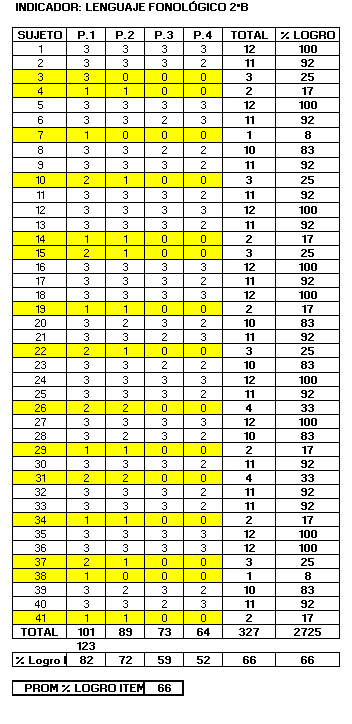 INDICADOR: LENGUAJE FONOLÓGICO 2ºB
SUJETO P.1 P.2 P.3 P.4 TOTAL % LOGRO
1 3 3 3 3 12 100
2 3 3 3 2 11 92
3 3 0 0 0 3 25
4 1 1 0 0 2 17
5 3 3 3 3 12 100
6 3 3 2 3 11 92
7 1 0 0 0 1 8
8 3 3 2 2 10 83
9 3 3 3 2 11 92
10 2 1 0 0 3 25
11 3 3 3 2 11 92
12 3 3 3 3 12 100
13 3 3 3 2 11 92
14 1 1 0 0 2 17
15 2 1 0 0 3 25
16 3 3 3 3 12 100
17 3 3 3 2 11 92
18 3 3 3 3 12 100
19 1 1 0 0 2 17
20 3 2 3 2 10 83
21 3 3 2 3 11 92
22 2 1 0 0 3 25
23 3 3 2 2 10 83
24 3 3 3 3 12 100
25 3 3 3 2 11 92
26 2 2 0 0 4 33
27 3 3 3 3 12 100
28 3 2 3 2 10 83
29 1 1 0 0 2 17
30 3 3 3 2 11 92
31 2 2 0 0 4 33
32 3 3 3 2 11 92
33 3 3 3 2 11 92
34 1 1 0 0 2 17
35 3 3 3 3 12 100
36 3 3 3 3 12 100
37 2 1 0 0 3 25
38 1 0 0 0 1 8
39 3 2 3 2 10 83
40 3 3 2 3 11 92
41 1 1 0 0 2 17
TOTAL 101 89 73 64 327 2725
123
% Logro I 82 72 59 52 66 66
PROM % LOGRO ITEM 66